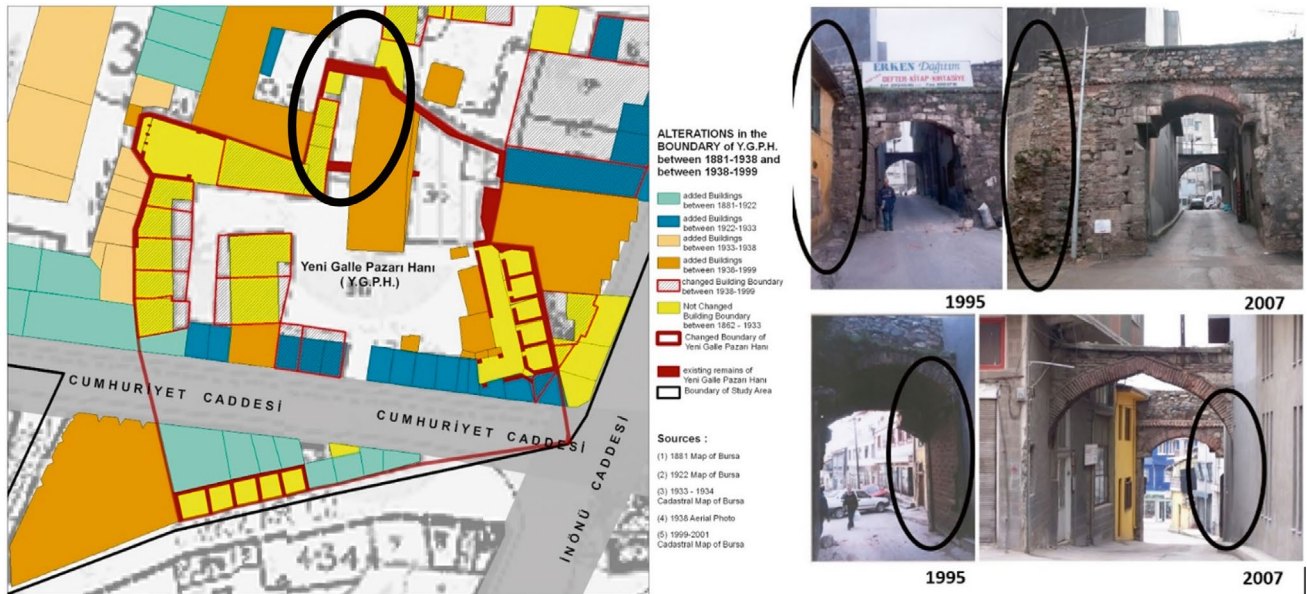 Yeni Galle Pazarı Hanı
( Y.G.P.H.)
CUMHURİYET CADDESİ
CUMHURİYET CADDESİ
İNÖNÜ CADDESİ
434
ALTERATIONS in the
BOUNDARY of Y.G.P.H.
between 1881-1938 and
between 1938-1999
added Buildings
between 1881-1922
added Buildings
between 1922-1933
added Buildings
between 1933-1938
added Buildings
between 1938-1999
changed Building Boundary
between 1938-1999
Not Changed
Building Boundary
between 1862 - 1933
Changed Boundary of
Yeni Galle Pazarı Hanı
existing remains of
Yeni Galle Pazarı Hanı
Boundary of Study Area
Sources :
(1) 1881 Map of Bursa
(2) 1922 Map of Bursa
(3) 1933 - 1934
Cadastral Map of Bursa
(4) 1938 Aerial Photo
(5) 1999-2001
Cadastral Map of Bursa
ERKEN Dağıtım
DEFTER-KİTAP KIRTASİYE
1995
2007
1995
2007